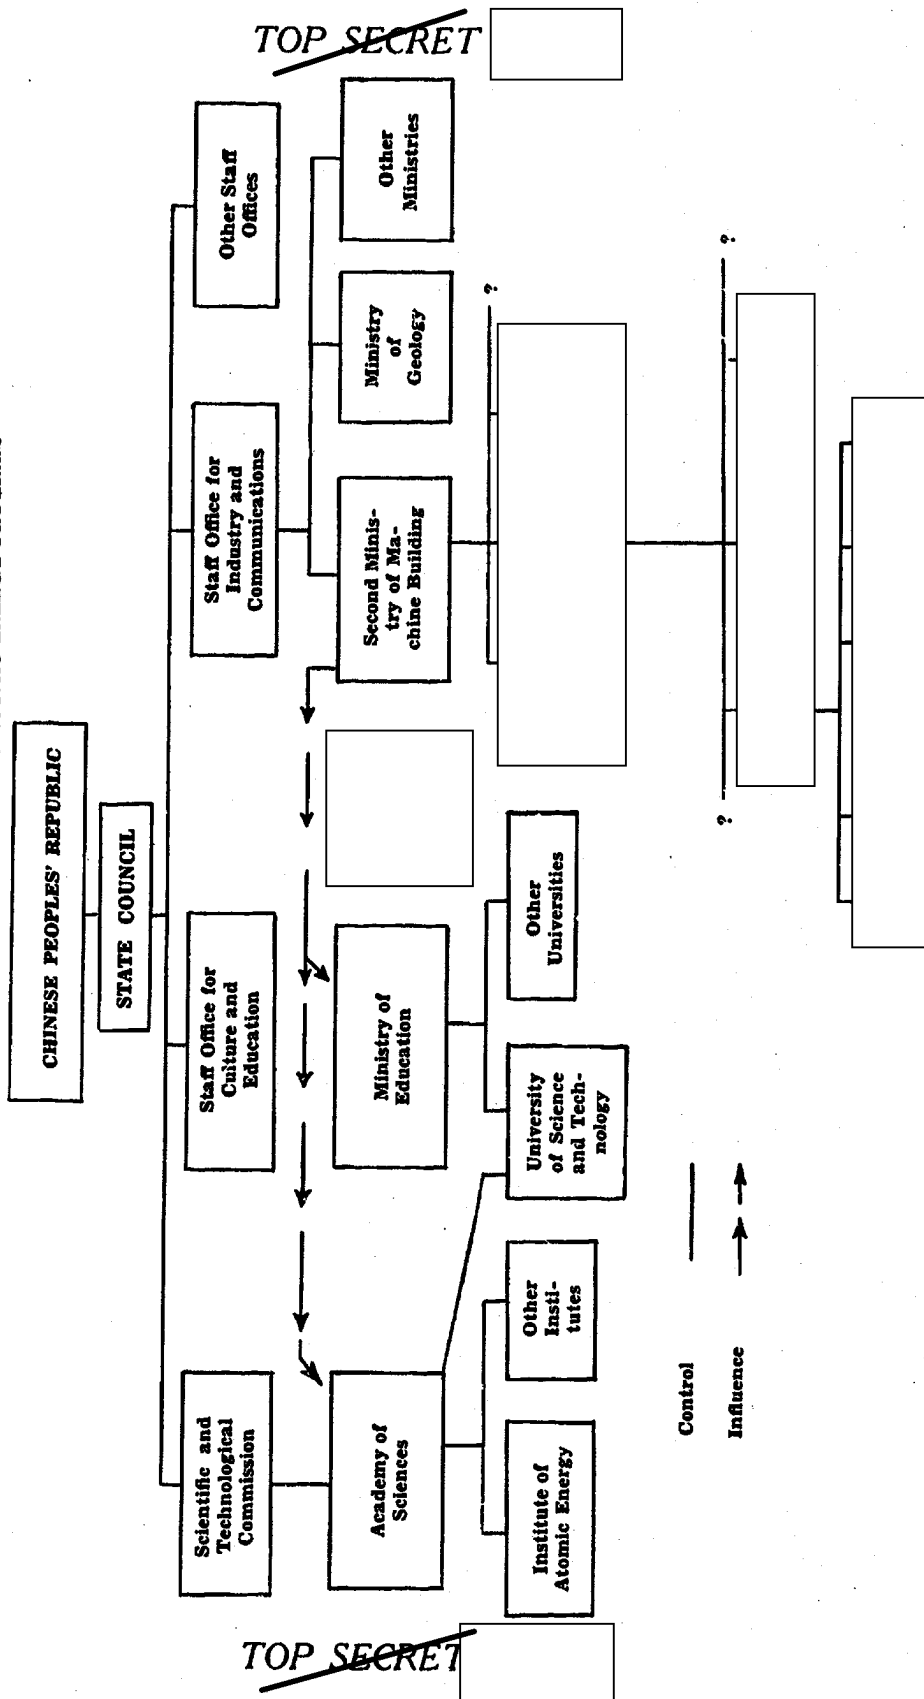 TOP SECRET
CHINESE PEOPLES' REPUBLIC
STATE COUNCIL
Scientific and
Technological
Commission
Staff Office for
Culture and
Education
Staff Office for
Industry and
Communications
Other Staff
Offices
Academy of
Sciences
Ministry of
Education
Second Minis-
try of Ma-
chine Building
Ministry
of
Geology
Other
Ministries
Institute of
Atomic Energy
Other
Insti-
tutes
University
of Science
and Tech-
nology
Other
Universities
?
?
?
Control
Influence
TOP SECRET